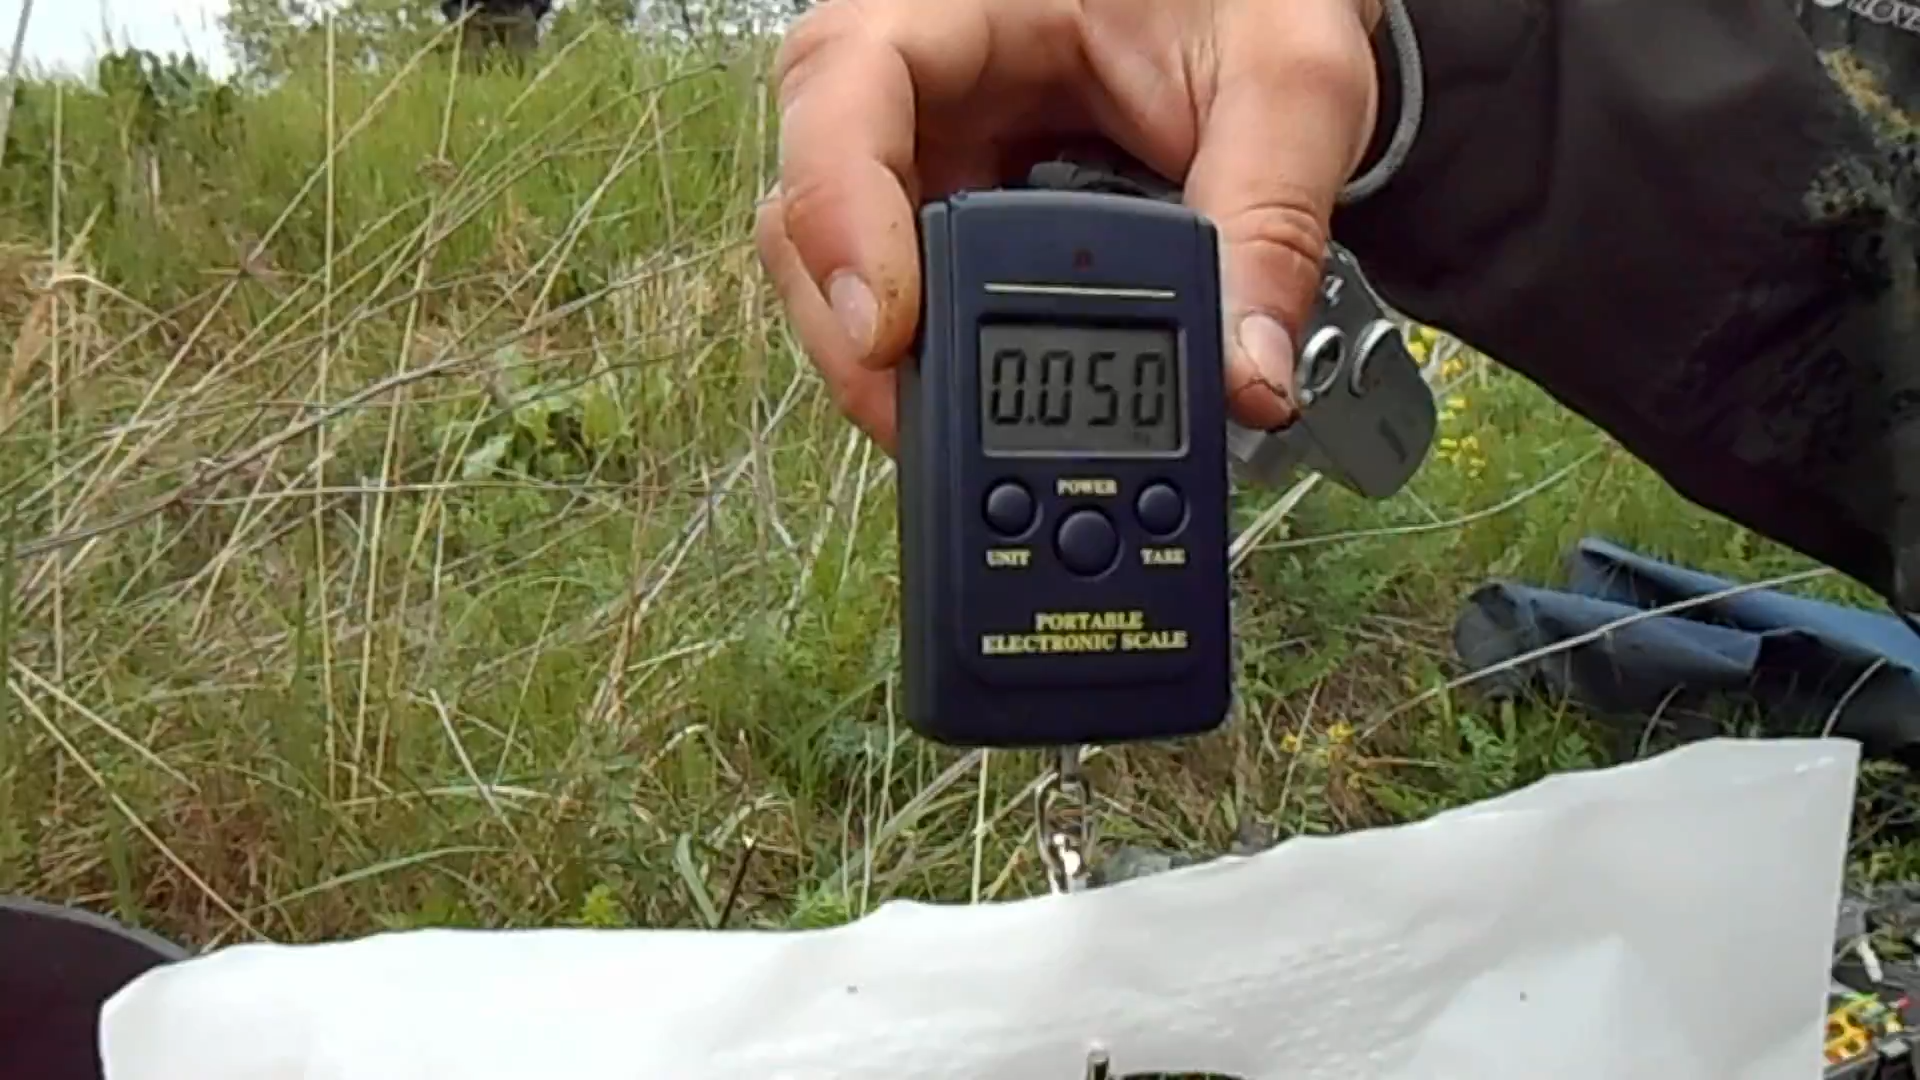 0.050
POWER
UNIT
TARE
PORTABLE
ELECTRONIC SCALE